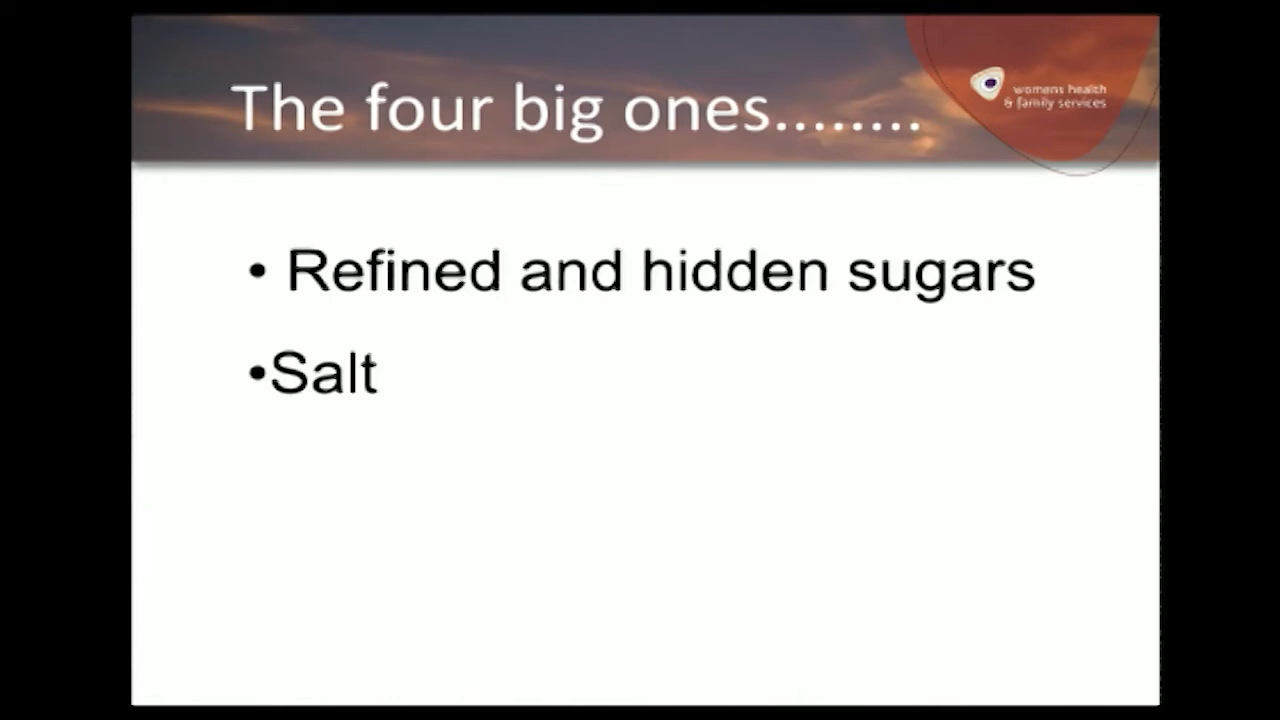 The four big ones........
womens health
& family services
• Refined and hidden sugars
•Salt